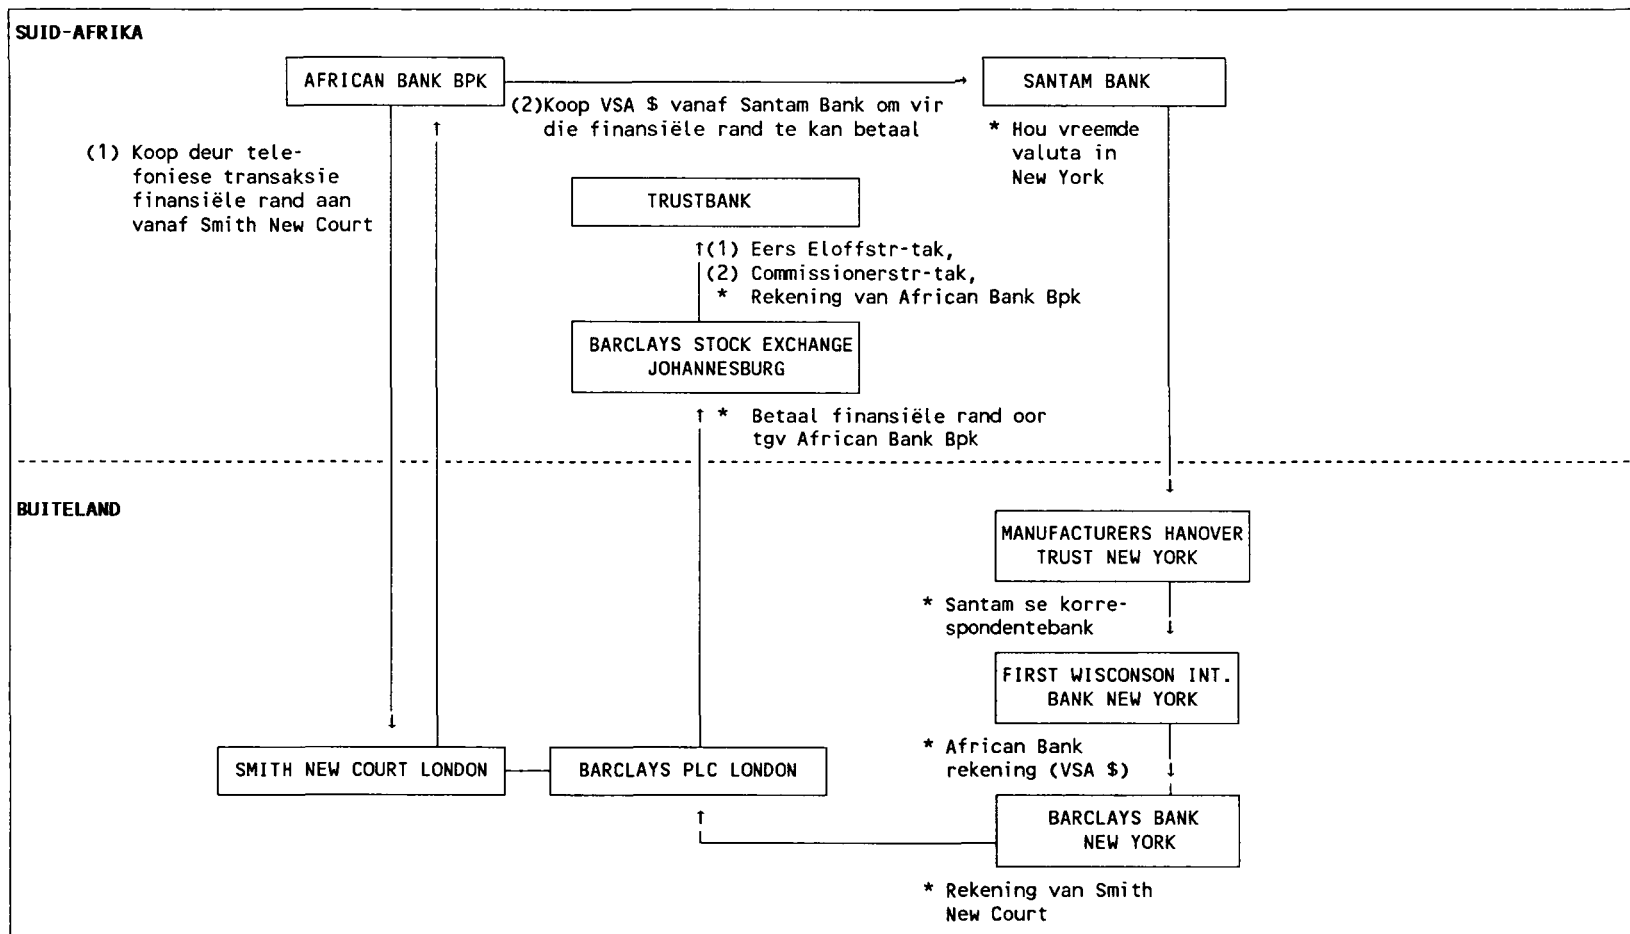 SUID-AFRIKA
AFRICAN BANK BPK
SANTAM BANK
(2)Koop VSA $ vanaf Santam Bank om vir
die finansiële rand te kan betaal
* Hou vreemde
valuta in
New York
(1) Koop deur tele-
foniese transaksie
finansiële rand aan
vanaf Smith New Court
TRUSTBANK
(1) Eers Eloffstr-tak,
(2) Commissionerstr-tak,
* Rekening van African Bank Bpk
BARCLAYS STOCK EXCHANGE
JOHANNESBURG
* Betaal finansiële rand oor
tgv African Bank Bpk
BUITELAND
MANUFACTURERS HANOVER
TRUST NEW YORK
* Santam se korre-
spondentebank
FIRST WISCONSON INT.
BANK NEW YORK
* African Bank
rekening (VSA $)
SMITH NEW COURT LONDON
BARCLAYS PLC LONDON
BARCLAYS BANK
NEW YORK
* Rekening van Smith
New Court